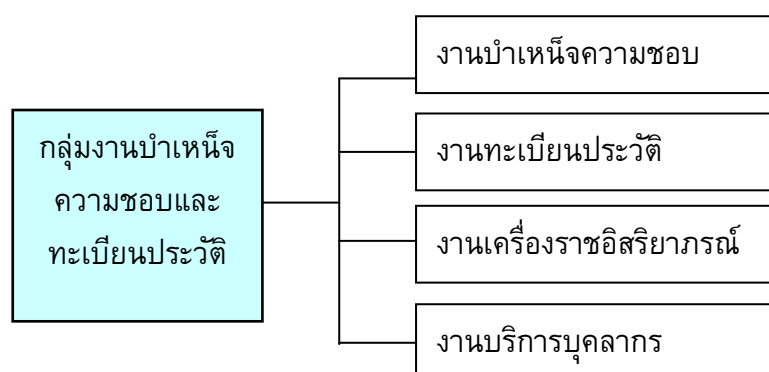 กลุ่มงานบำเหน็จ
ความชอบและ
ทะเบียนประวัติ
งานบำเหน็จความชอบ
งานทะเบียนประวัติ
งานเครื่องราชอิสริยาภรณ์
งานบริการบุคลากร